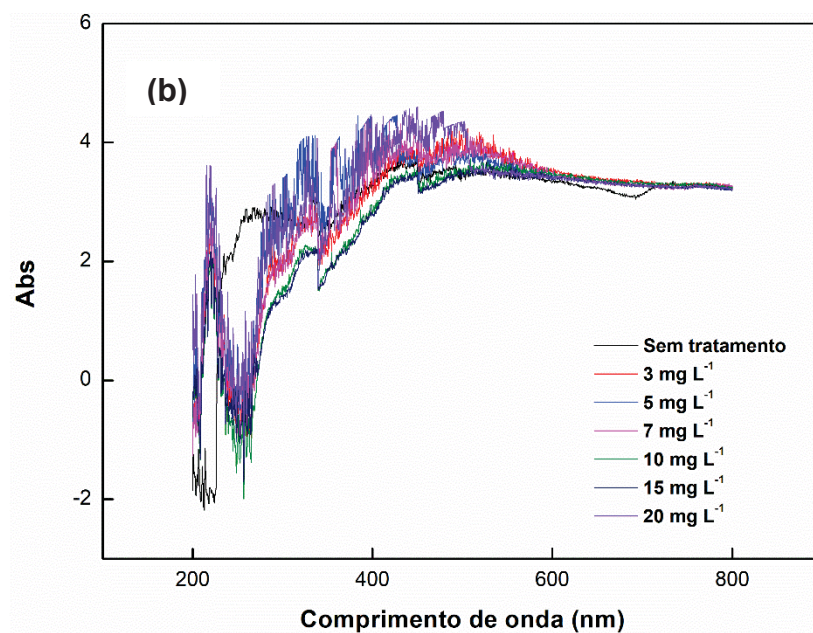 (b)
6
4
2
0
-2
Abs
Sem tratamento
3 mg L⁻¹
5 mg L⁻¹
7 mg L⁻¹
10 mg L⁻¹
15 mg L⁻¹
20 mg L⁻¹
200 400 600 800
Comprimento de onda (nm)